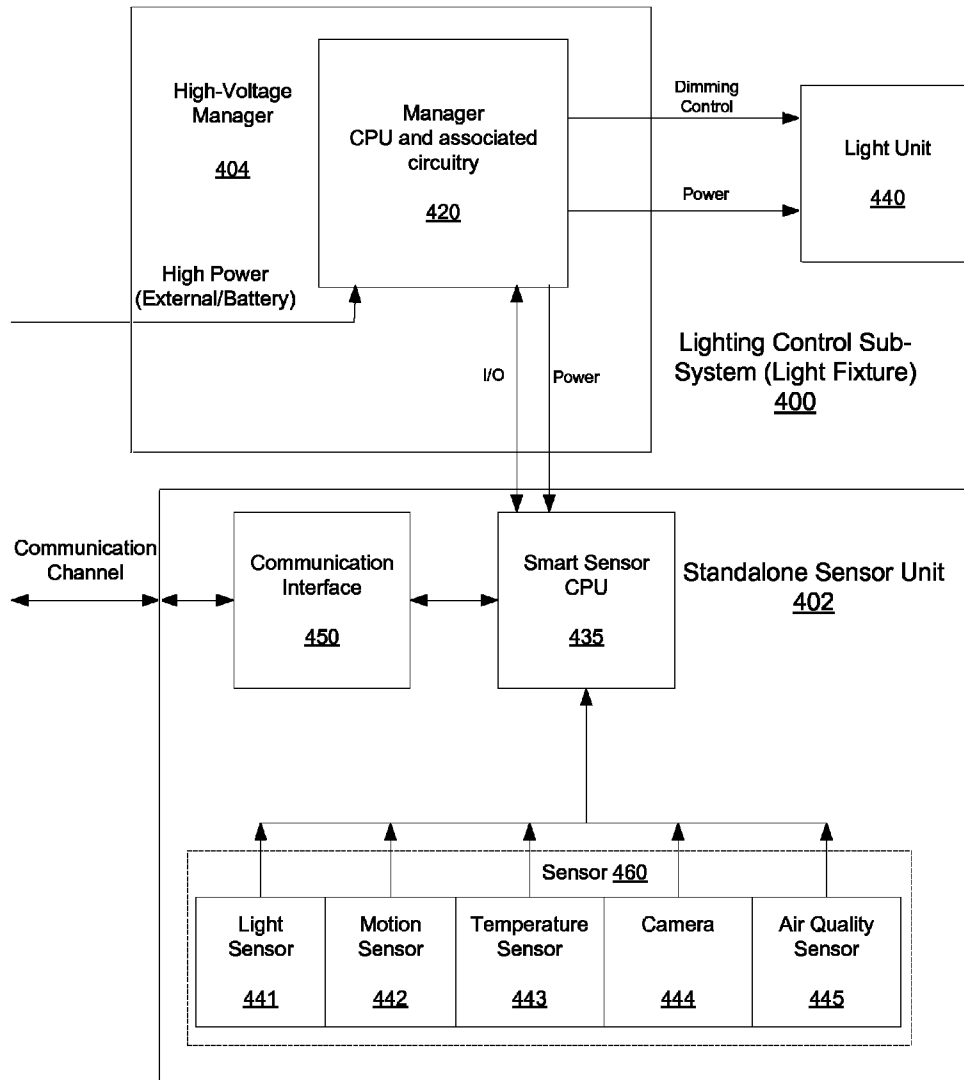 High-Voltage
Manager
404
Manager
CPU and associated
circuitry
420
Dimming
Control
Power
Light Unit
440
High Power
(External/Battery)
I/O
Power
Lighting Control Sub-
System (Light Fixture)
400
Communication
Channel
Communication
Interface
450
Smart Sensor
CPU
435
Standalone Sensor Unit
402
Sensor 460
Light
Sensor
441
Motion
Sensor
442
Temperature
Sensor
443
Camera
444
Air Quality
Sensor
445